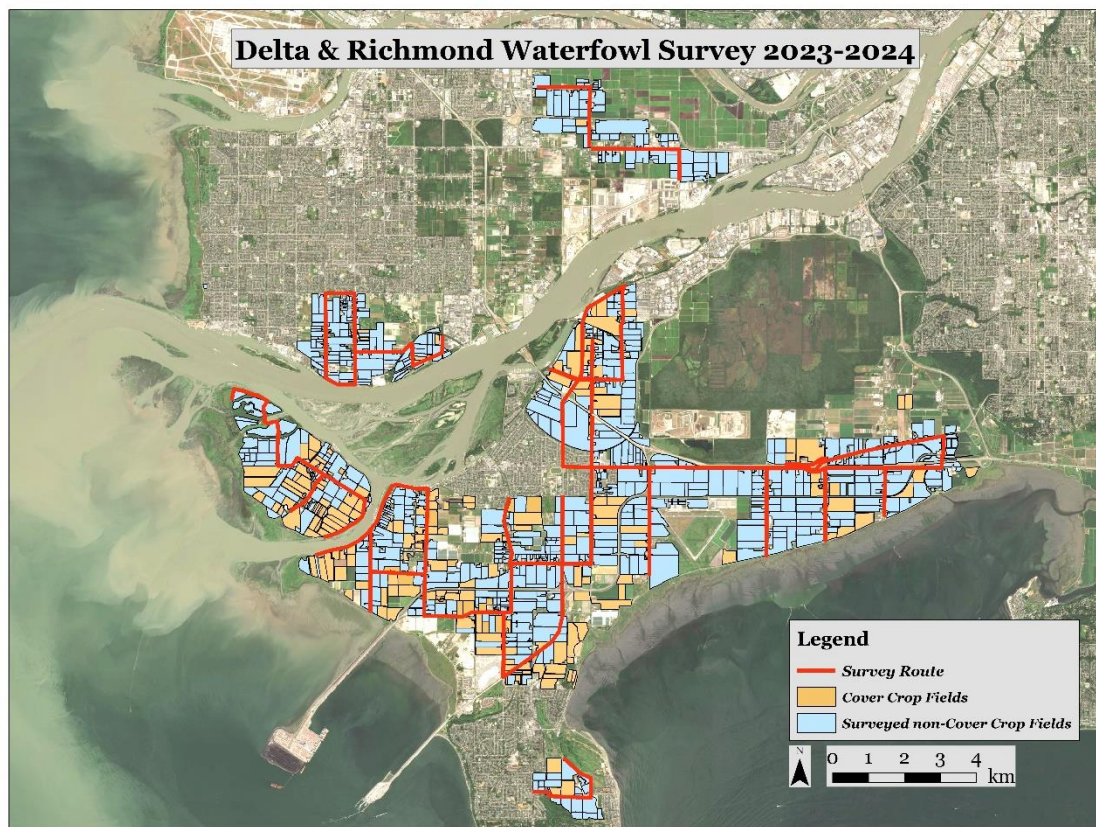 Delta & Richmond Waterfowl Survey 2023-2024
Legend
Survey Route
Cover Crop Fields
Surveyed non-Cover Crop Fields
N
0 1 2 3 4
km